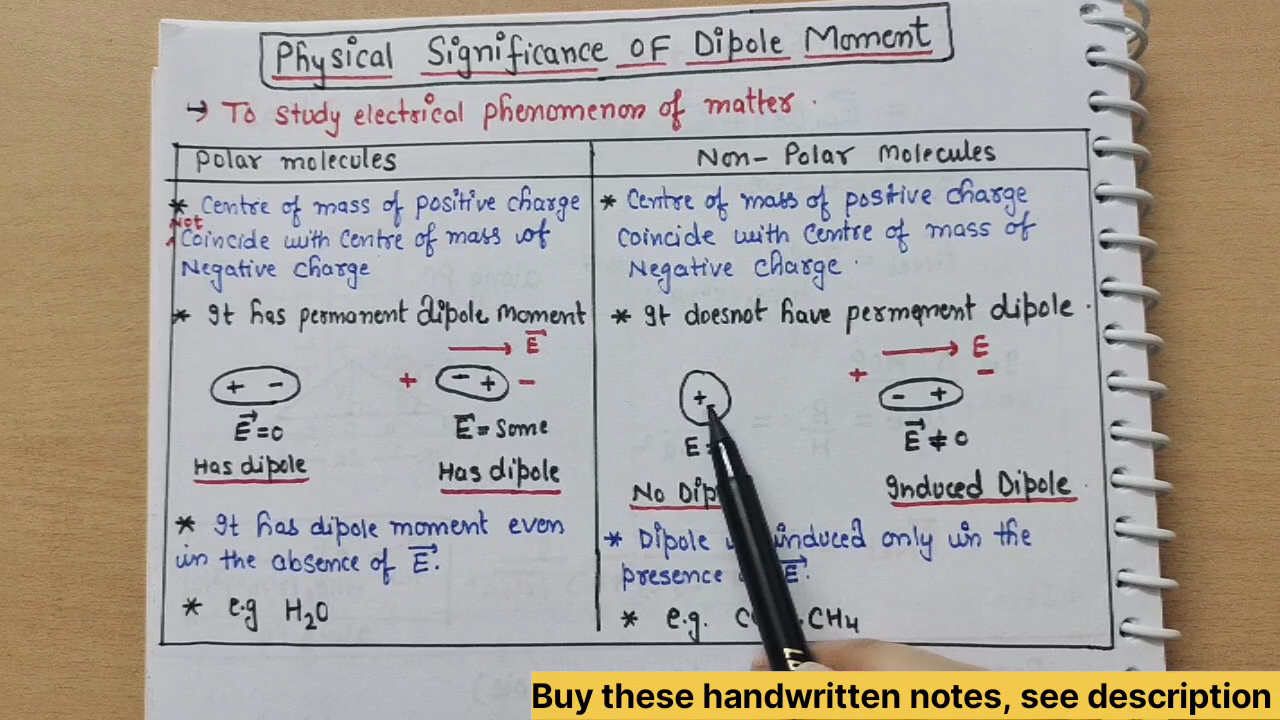 Physical Significance OF Dipole Moment
→ To study electrical phenomenon of matter.
Polar molecules
* Centre of mass of positive charge
Not
Coincide with Centre of mass of
Negative charge
* It has permanent dipole moment
E
+ -
+
- +
-
E=0
E = Some
Has dipole
Has dipole
* It has dipole moment even
in the absence of E.
* e.g H2O
Non-Polar Molecules
* Centre of mass of positive charge
coincide with Centre of mass of
Negative charge.
* It doesnot have permenent dipole.
E
+
-
+
- +
E
E ≠ 0
No
Induced Dipole
* Dipole induced only in the
presence E.
* e.g. CH4
Buy these handwritten notes, see description